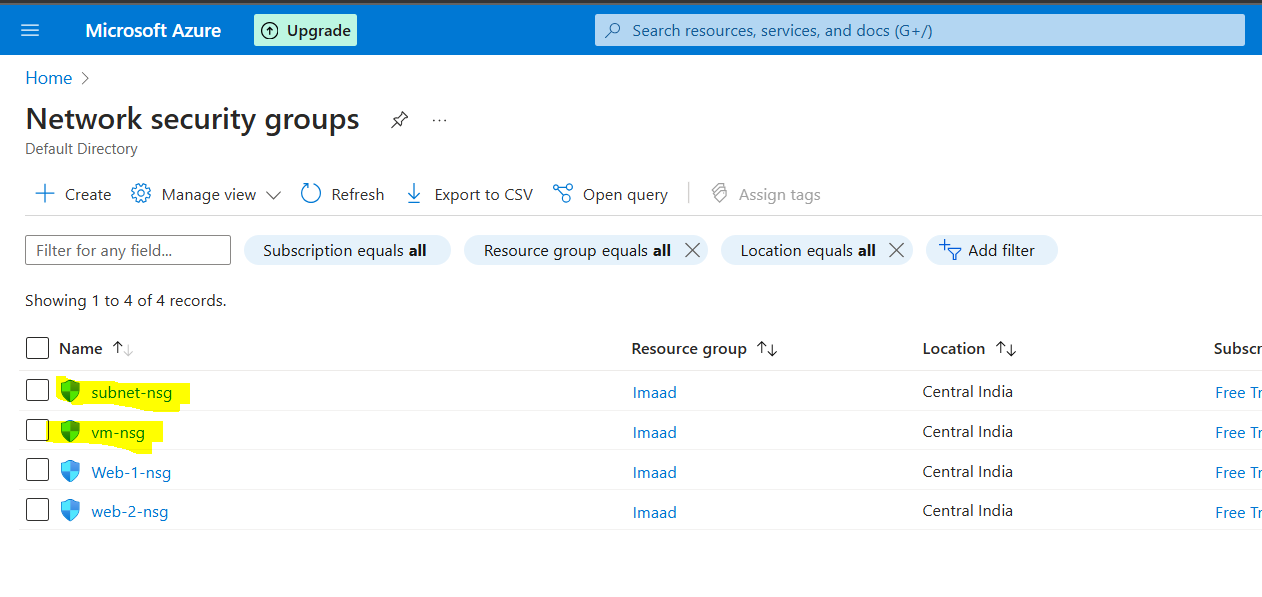 Microsoft Azure Upgrade Search resources, services, and docs (G+/)
Home
Network security groups ...
Default Directory
Create Manage view Refresh Export to CSV Open query Assign tags
Filter for any field... Subscription equals all Resource group equals all Location equals all Add filter
Showing 1 to 4 of 4 records.
Name Resource group Location Subscr
subnet-nsg Imaad Central India Free Tr
vm-nsg Imaad Central India Free Tr
Web-1-nsg Imaad Central India Free Tr
web-2-nsg Imaad Central India Free Tr